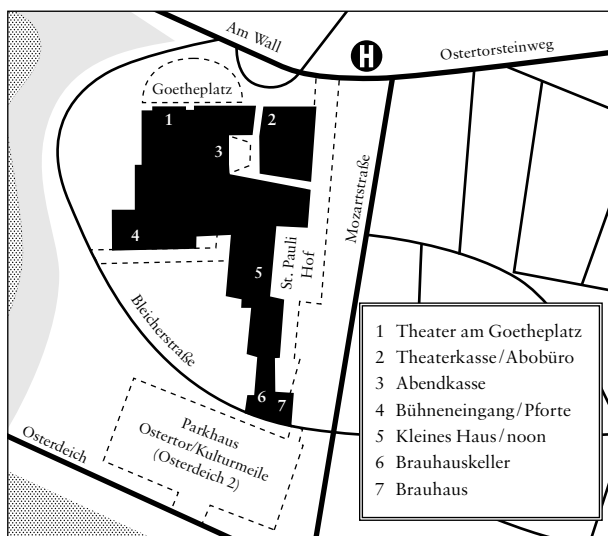 Am Wall
H
Ostertorsteinweg
Goetheplatz
1
2
3
Mozartstraße
4
St. Pauli
Hof
5
Bleicherstraße
6
7
Parkhaus
Ostertor/Kulturmeile
(Osterdeich 2)
Osterdeich
1 Theater am Goetheplatz
2 Theaterkasse/Abobüro
3 Abendkasse
4 Bühneneingang/Pforte
5 Kleines Haus/noon
6 Brauhauskeller
7 Brauhaus